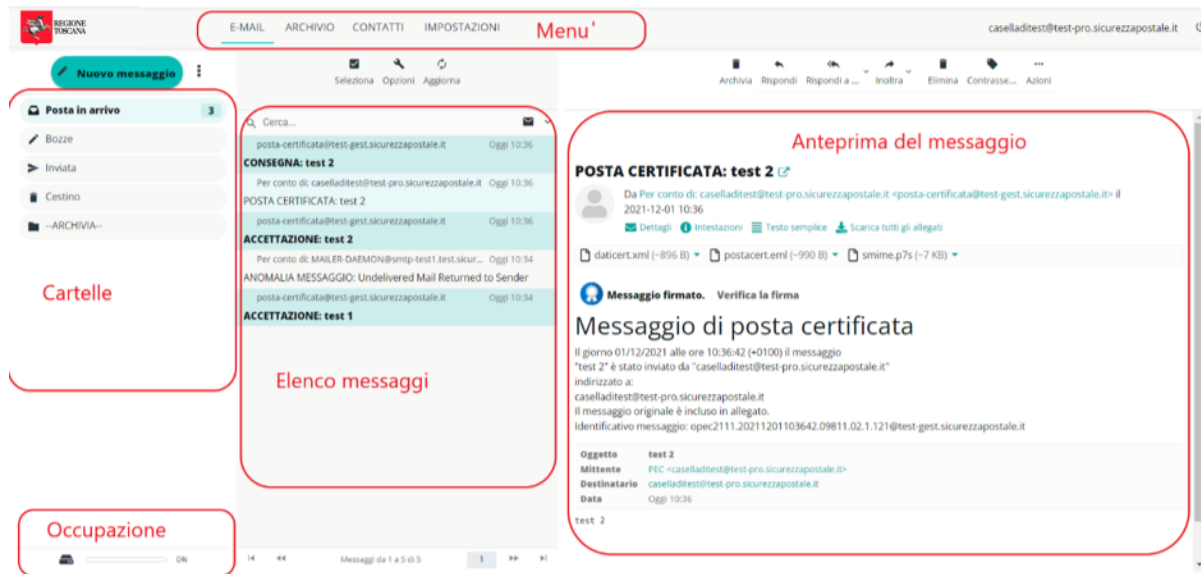 REGIONE
TOSCANA
E-MAIL ARCHIVIO CONTATTI IMPOSTAZIONI Menu'
caselladitest@test-pro.sicurezzapostale.it
Nuovo messaggio
Seleziona Opzioni Aggiorna
Archivia Rispondi Rispondi a ... Inoltra Elimina Contrasse... Azioni
Posta in arrivo 3
Bozze
Inviata
Cestino
--ARCHIVIA--
Cartelle
Occupazione
0%
Cerca...
posta-certificata@test-gest.sicurezzapostale.it Oggi 10:36
CONSEGNA: test 2
Per conto di: caselladitest@test-pro.sicurezzapostale.it Oggi 10:36
POSTA CERTIFICATA: test 2
posta-certificata@test-gest.sicurezzapostale.it Oggi 10:36
ACCETTAZIONE: test 2
Per conto di: MAILER-DAEMON@smtp-test1.test.sicur... Oggi 10:34
ANOMALIA MESSAGGIO: Undelivered Mail Returned to Sender
posta-certificata@test-gest.sicurezzapostale.it Oggi 10:34
ACCETTAZIONE: test 1
Elenco messaggi
Messaggi da 1 a 5 di 5 1
Anteprima del messaggio
POSTA CERTIFICATA: test 2
Da Per conto di: caselladitest@test-pro.sicurezzapostale.it <posta-certificata@test-gest.sicurezzapostale.it> il
2021-12-01 10:36
Dettagli Intestazioni Testo semplice Scarica tutti gli allegati
daticert.xml (~896 B) postacert.eml (~990 B) smime.p7s (~7 KB)
Messaggio firmato. Verifica la firma
Messaggio di posta certificata
Il giorno 01/12/2021 alle ore 10:36:42 (+0100) il messaggio
"test 2" è stato inviato da "caselladitest@test-pro.sicurezzapostale.it"
indirizzato a:
caselladitest@test-pro.sicurezzapostale.it
Il messaggio originale è incluso in allegato.
Identificativo messaggio: opec2111.20211201103642.09811.02.1.121@test-gest.sicurezzapostale.it
Oggetto test 2
Mittente PEC <caselladitest@test-pro.sicurezzapostale.it>
Destinatario caselladitest@test-pro.sicurezzapostale.it
Data Oggi 10:36
test 2